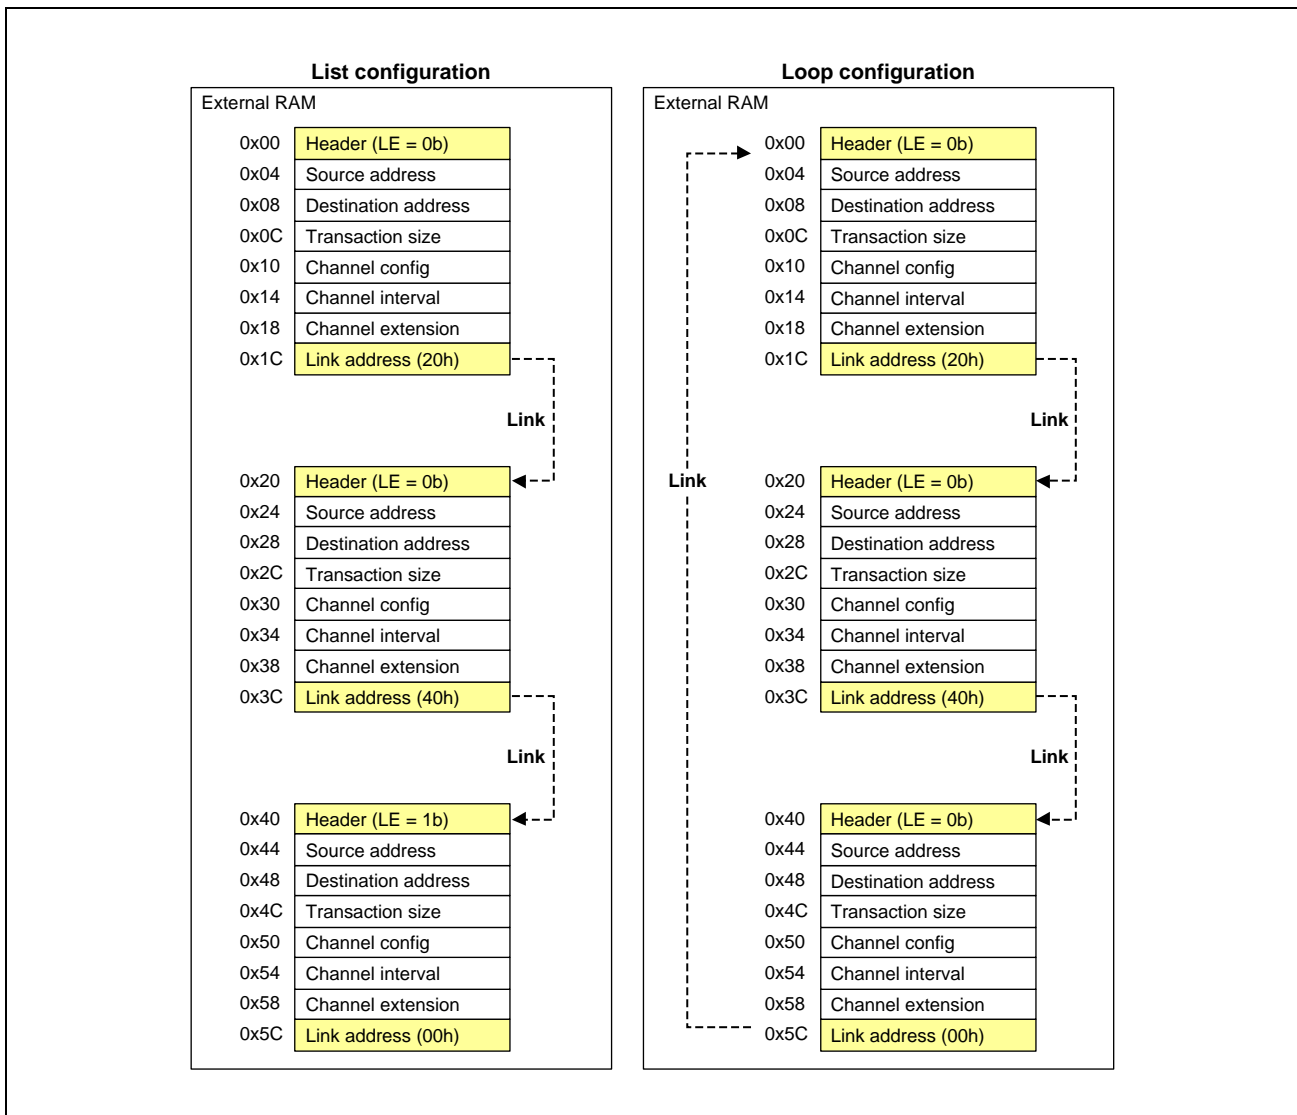 List configuration
External RAM
0x00 Header (LE = 0b)
0x04 Source address
0x08 Destination address
0x0C Transaction size
0x10 Channel config
0x14 Channel interval
0x18 Channel extension
0x1C Link address (20h)
Link
0x20 Header (LE = 0b)
0x24 Source address
0x28 Destination address
0x2C Transaction size
0x30 Channel config
0x34 Channel interval
0x38 Channel extension
0x3C Link address (40h)
Link
0x40 Header (LE = 1b)
0x44 Source address
0x48 Destination address
0x4C Transaction size
0x50 Channel config
0x54 Channel interval
0x58 Channel extension
0x5C Link address (00h)
Loop configuration
External RAM
0x00 Header (LE = 0b)
0x04 Source address
0x08 Destination address
0x0C Transaction size
0x10 Channel config
0x14 Channel interval
0x18 Channel extension
0x1C Link address (20h)
Link
Link
0x20 Header (LE = 0b)
0x24 Source address
0x28 Destination address
0x2C Transaction size
0x30 Channel config
0x34 Channel interval
0x38 Channel extension
0x3C Link address (40h)
Link
0x40 Header (LE = 0b)
0x44 Source address
0x48 Destination address
0x4C Transaction size
0x50 Channel config
0x54 Channel interval
0x58 Channel extension
0x5C Link address (00h)